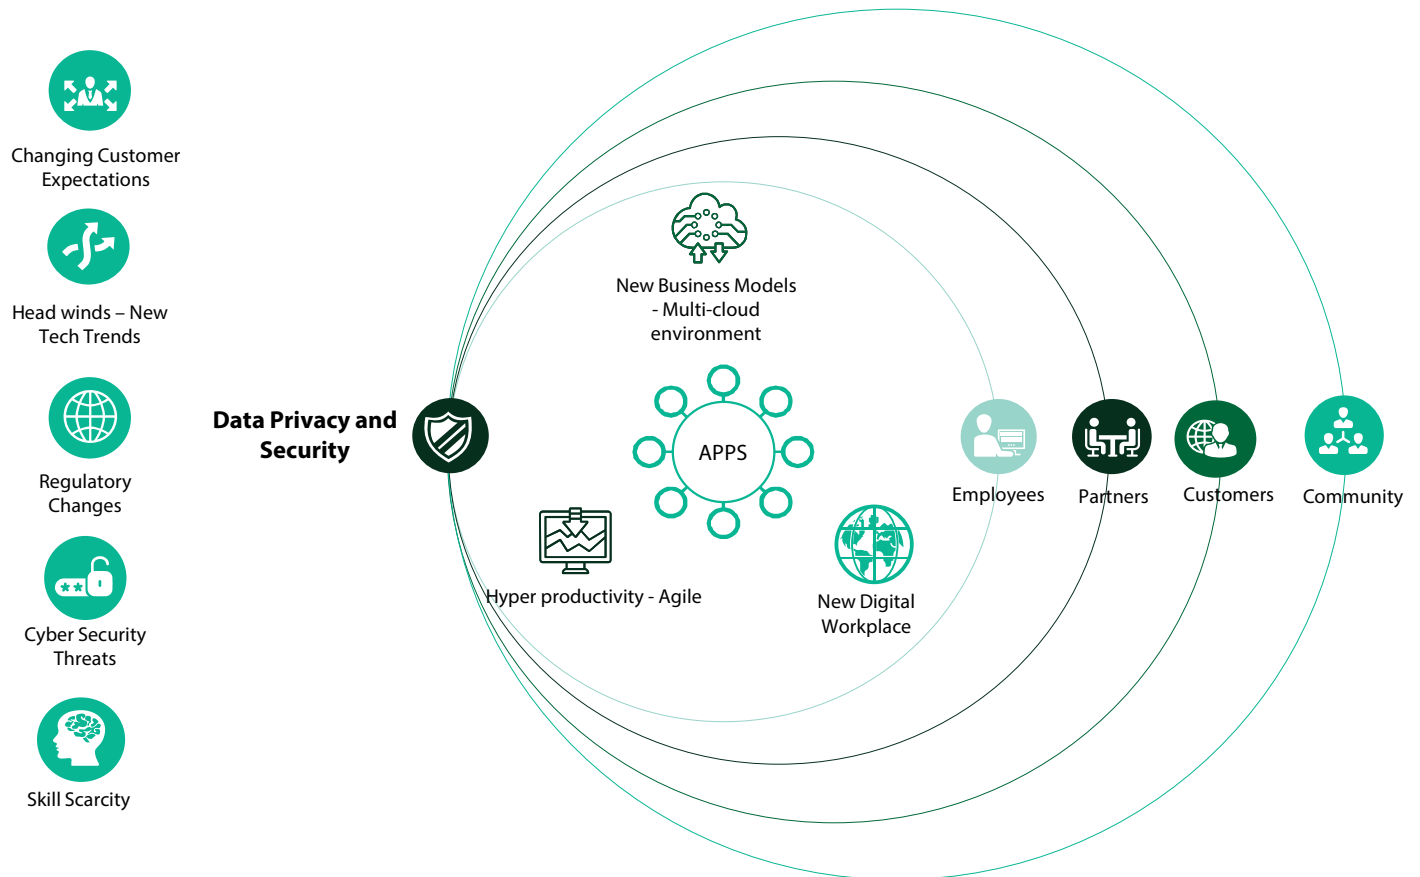 Changing Customer
Expectations
Head winds – New
Tech Trends
Regulatory
Changes
Cyber Security
Threats
Skill Scarcity
Data Privacy and
Security
New Business Models
- Multi-cloud
environment
APPS
Hyper productivity - Agile
New Digital
Workplace
Employees
Partners
Customers
Community